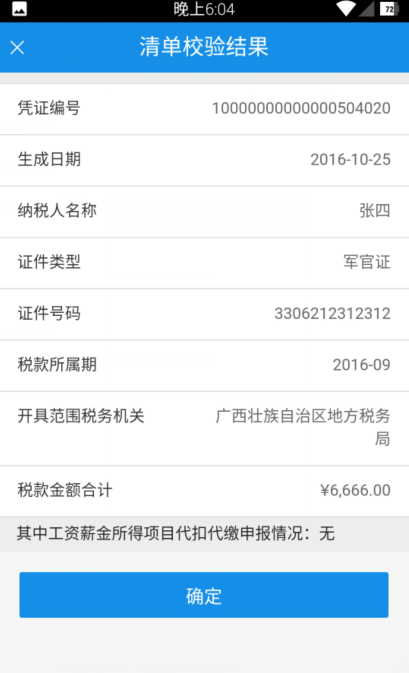 晚上6:04
72
清单校验结果
凭证编号 10000000000000504020
生成日期 2016-10-25
纳税人名称 张四
证件类型 军官证
证件号码 3306212312312
税款所属期 2016-09
开具范围税务机关 广西壮族自治区地方税务
局
税款金额合计 ¥6,666.00
其中工资薪金所得项目代扣代缴申报情况：无
确定